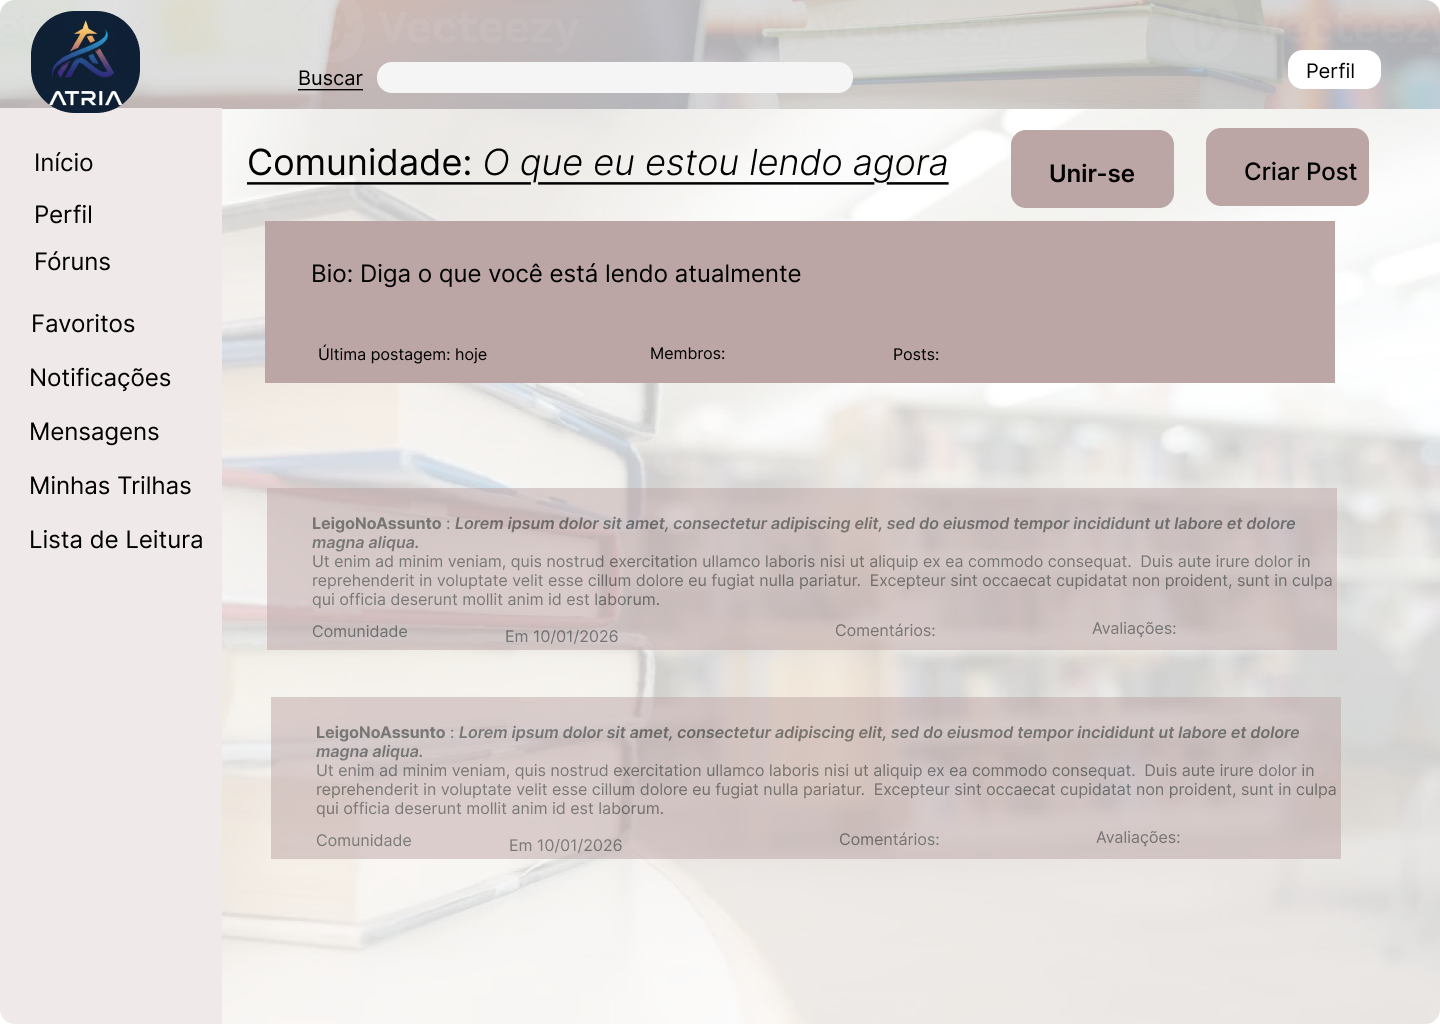 Vecteezy
Vecteezy
Buscar
Perfil
ATRIA
Início
Perfil
Fóruns
Favoritos
Notificações
Mensagens
Minhas Trilhas
Lista de Leitura
Comunidade: O que eu estou lendo agora
Unir-se
Criar Post
Bio: Diga o que você está lendo atualmente
Última postagem: hoje
Membros:
Posts:
LeigoNoAssunto : Lorem ipsum dolor sit amet, consectetur adipiscing elit, sed do eiusmod tempor incididunt ut labore et dolore
magna aliqua.
Ut enim ad minim veniam, quis nostrud exercitation ullamco laboris nisi ut aliquip ex ea commodo consequat.  Duis aute irure dolor in
reprehenderit in voluptate velit esse cillum dolore eu fugiat nulla pariatur.  Excepteur sint occaecat cupidatat non proident, sunt in culpa
qui officia deserunt mollit anim id est laborum.
Comunidade
Em 10/01/2026
Comentários:
Avaliações:
LeigoNoAssunto : Lorem ipsum dolor sit amet, consectetur adipiscing elit, sed do eiusmod tempor incididunt ut labore et dolore
magna aliqua.
Ut enim ad minim veniam, quis nostrud exercitation ullamco laboris nisi ut aliquip ex ea commodo consequat.  Duis aute irure dolor in
reprehenderit in voluptate velit esse cillum dolore eu fugiat nulla pariatur.  Excepteur sint occaecat cupidatat non proident, sunt in culpa
qui officia deserunt mollit anim id est laborum.
Comunidade
Em 10/01/2026
Comentários:
Avaliações: